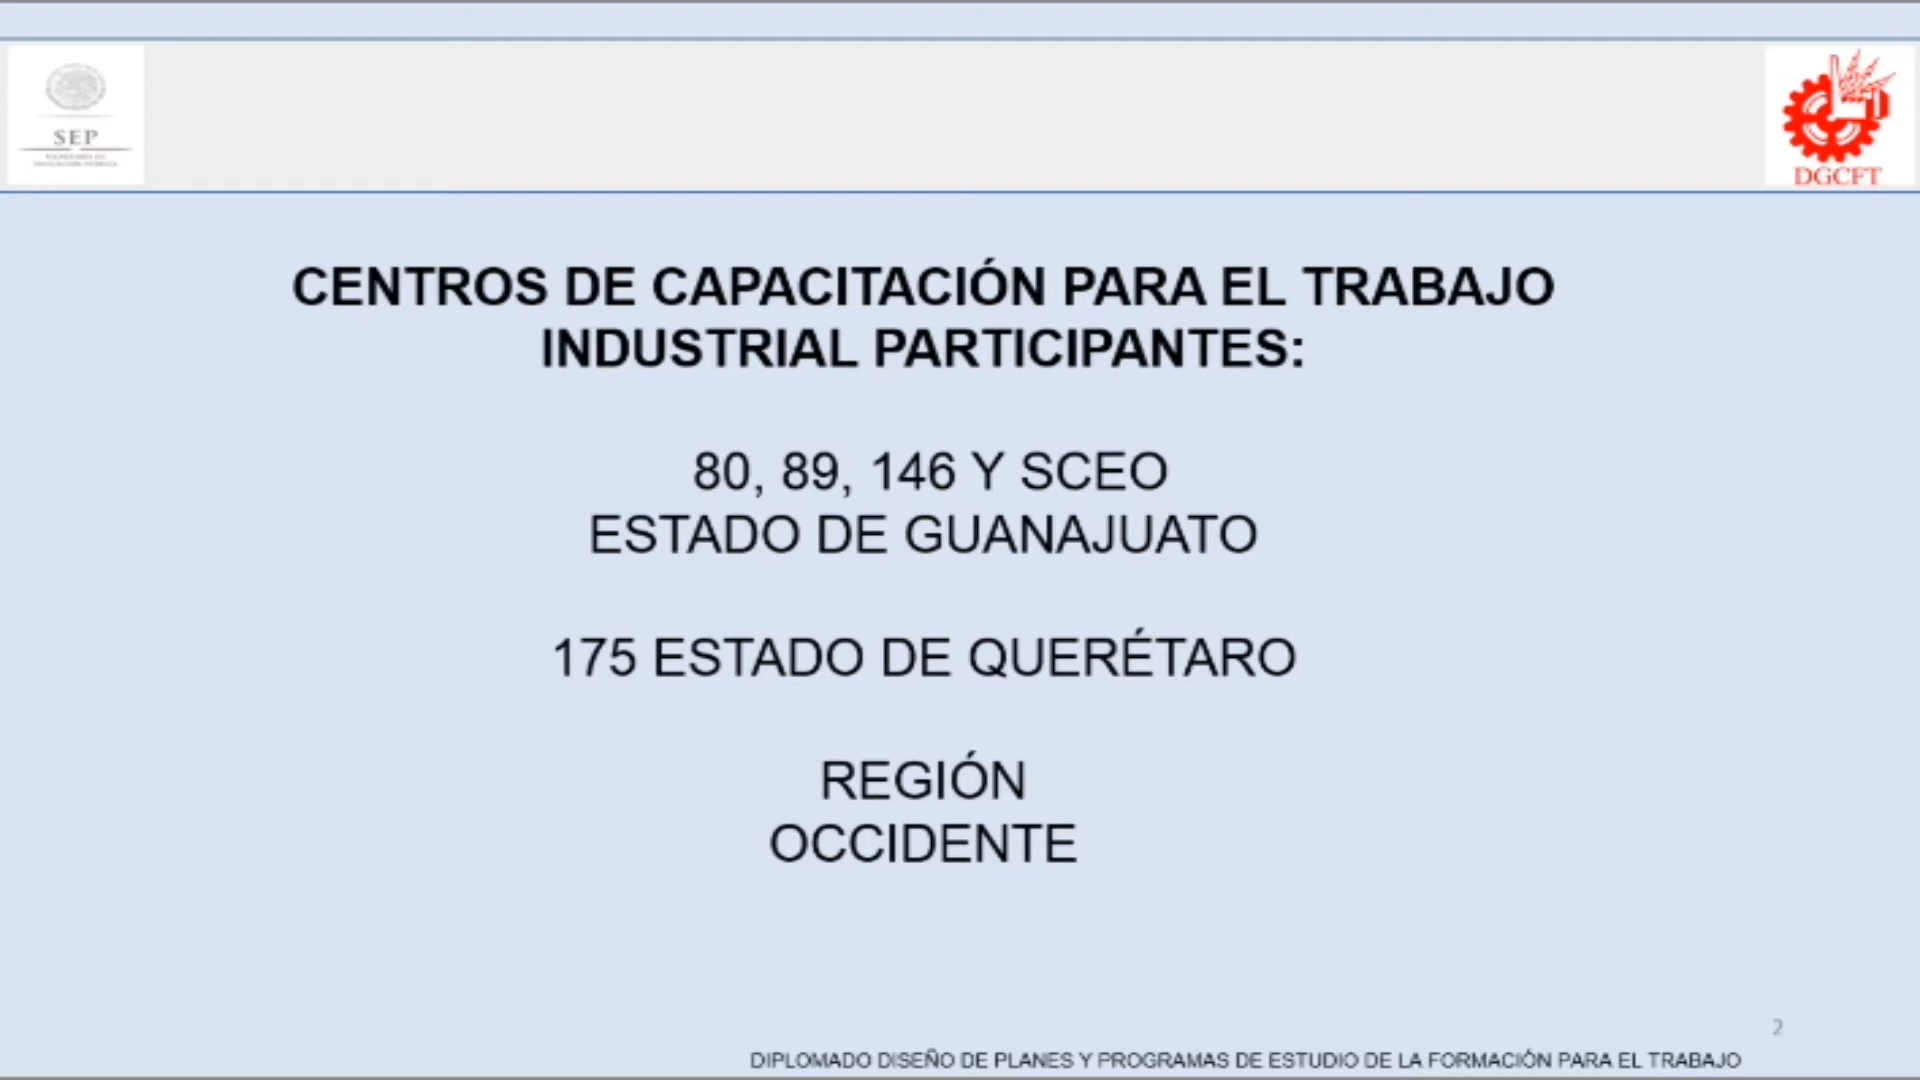 SEP
DGCFT
CENTROS DE CAPACITACIÓN PARA EL TRABAJO
INDUSTRIAL PARTICIPANTES:
80, 89, 146 Y SCEO
ESTADO DE GUANAJUATO
175 ESTADO DE QUERÉTARO
REGIÓN
OCCIDENTE
2
DIPLOMADO DISEÑO DE PLANES Y PROGRAMAS DE ESTUDIO DE LA FORMACIÓN PARA EL TRABAJO